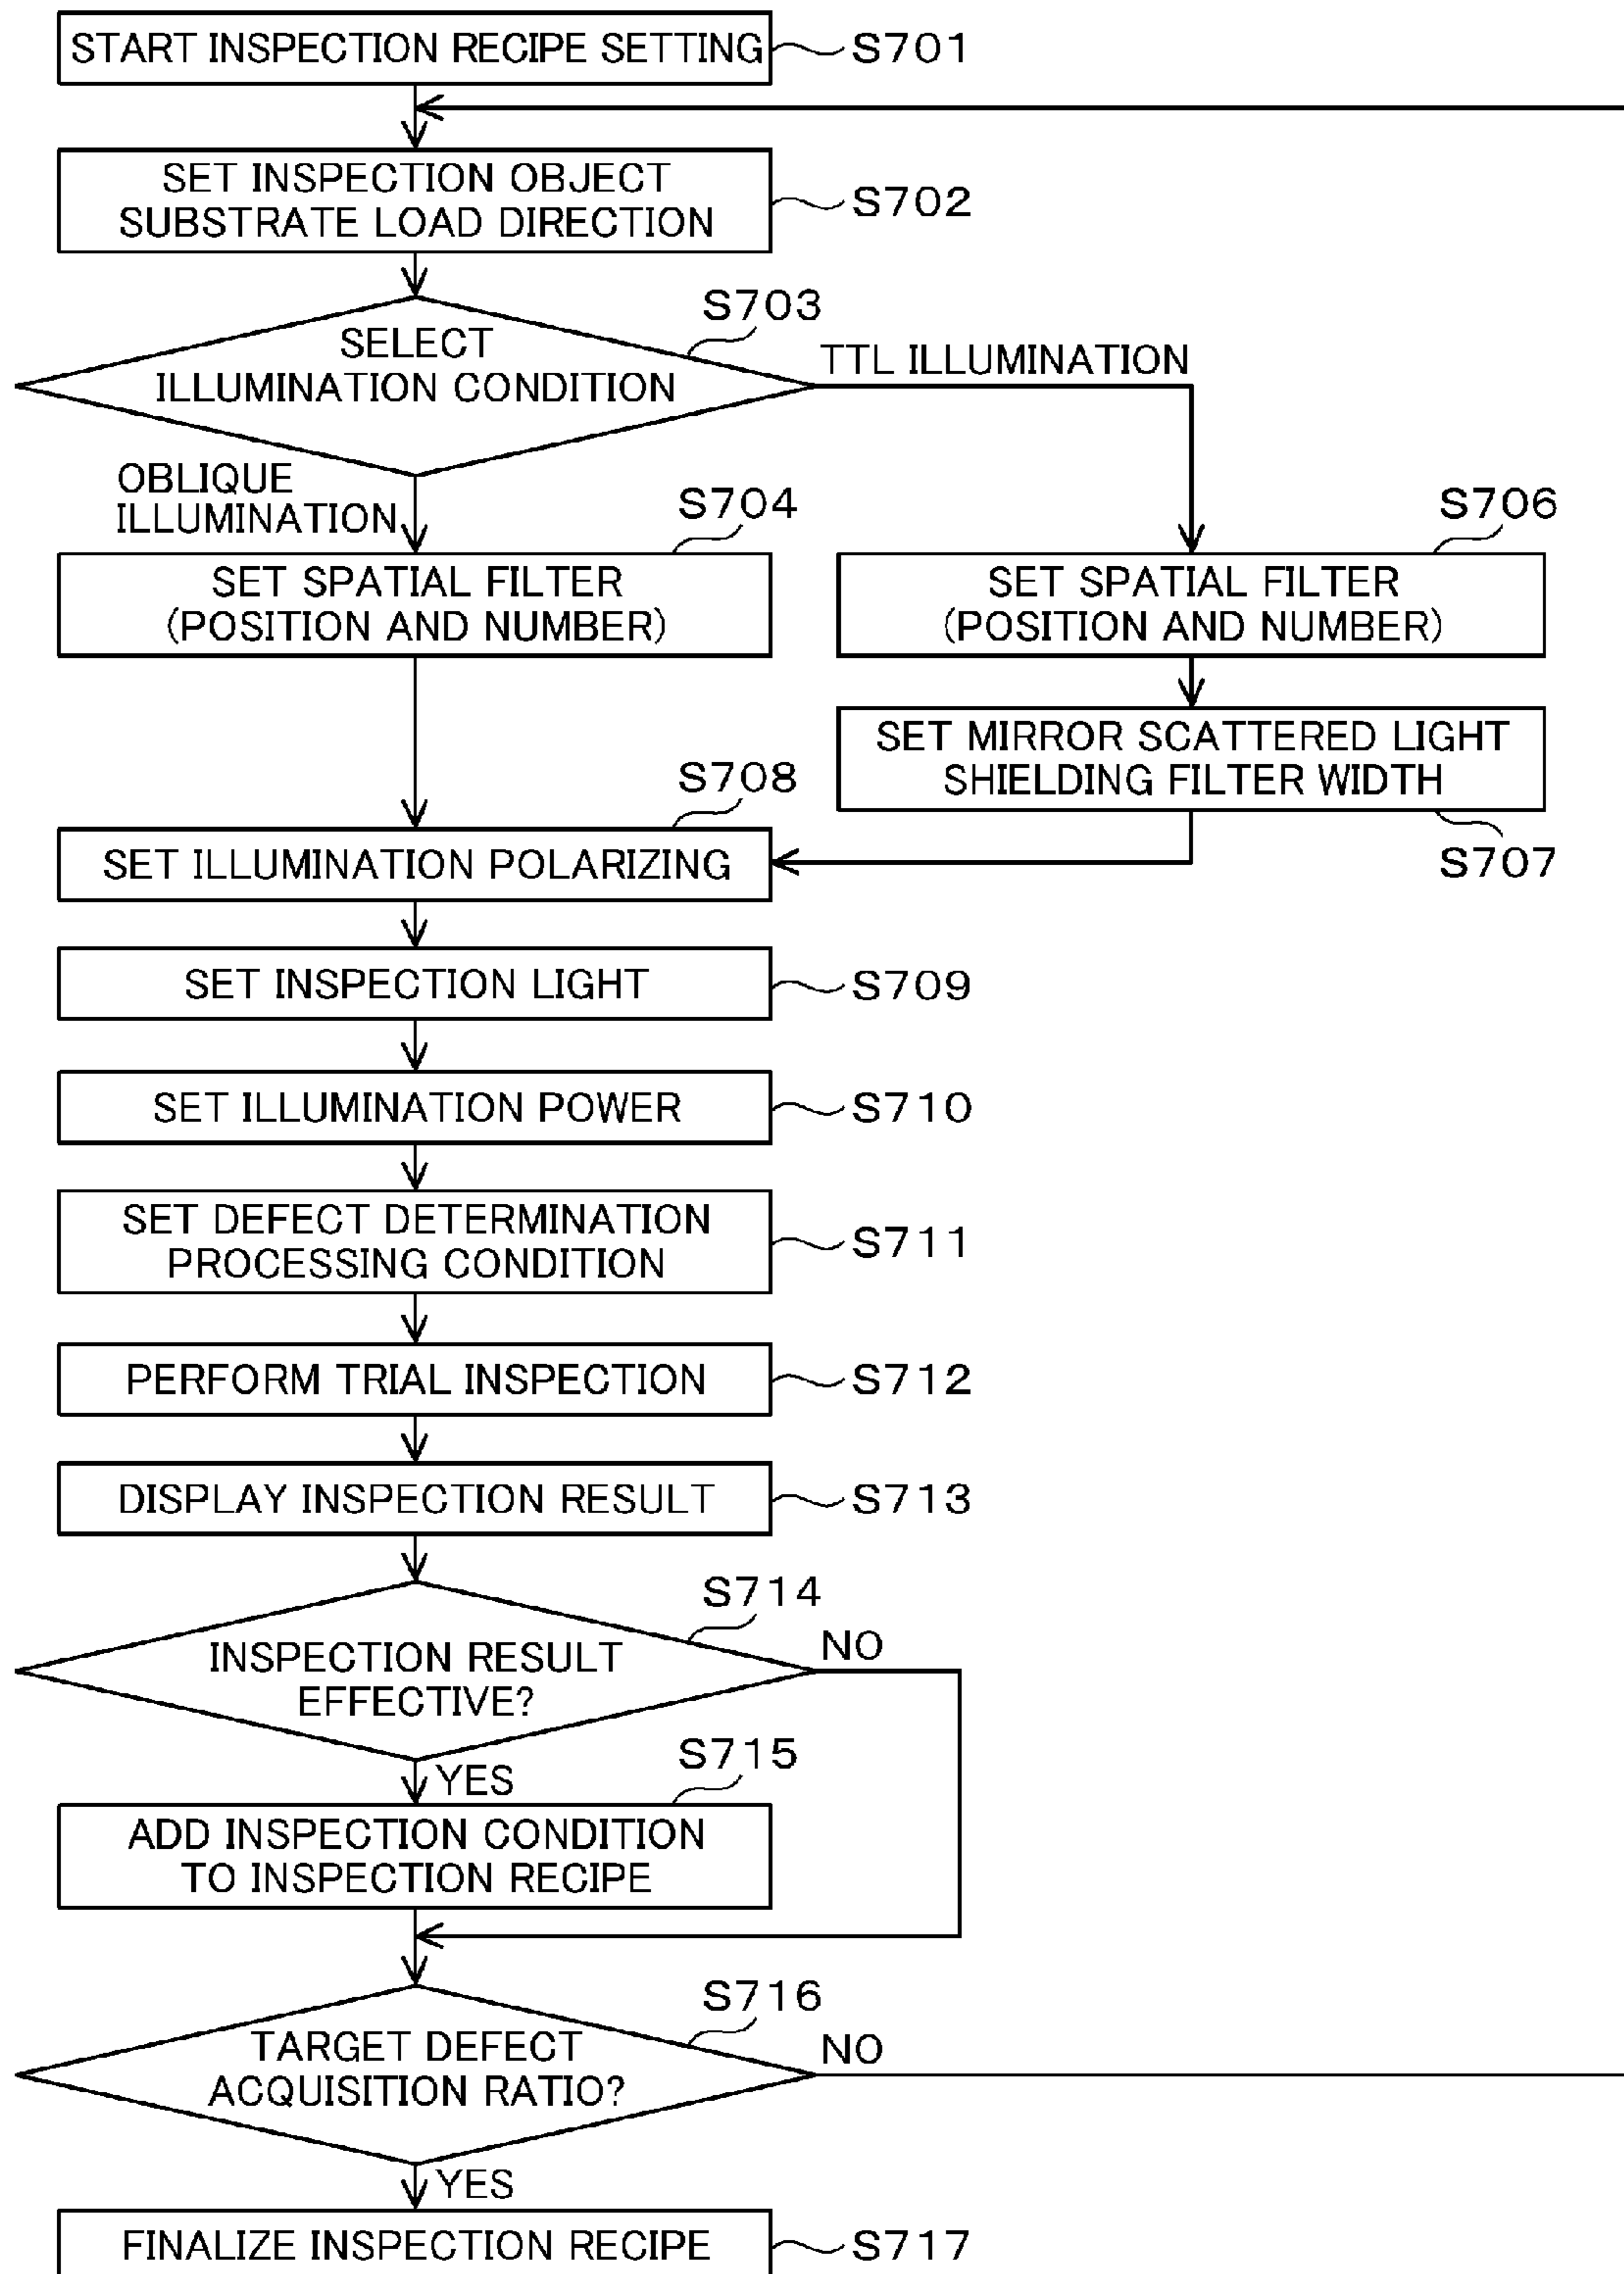 START INSPECTION RECIPE SETTING
S701
SET INSPECTION OBJECT
SUBSTRATE LOAD DIRECTION
S702
S703
SELECT
ILLUMINATION CONDITION
TTL ILLUMINATION
OBLIQUE
ILLUMINATION
S704
SET SPATIAL FILTER
(POSITION AND NUMBER)
S706
SET SPATIAL FILTER
(POSITION AND NUMBER)
SET MIRROR SCATTERED LIGHT
SHIELDING FILTER WIDTH
S707
S708
SET ILLUMINATION POLARIZING
SET INSPECTION LIGHT
S709
SET ILLUMINATION POWER
S710
SET DEFECT DETERMINATION
PROCESSING CONDITION
S711
PERFORM TRIAL INSPECTION
S712
DISPLAY INSPECTION RESULT
S713
S714
INSPECTION RESULT
EFFECTIVE?
NO
YES
S715
ADD INSPECTION CONDITION
TO INSPECTION RECIPE
S716
TARGET DEFECT
ACQUISITION RATIO?
NO
YES
FINALIZE INSPECTION RECIPE
S717